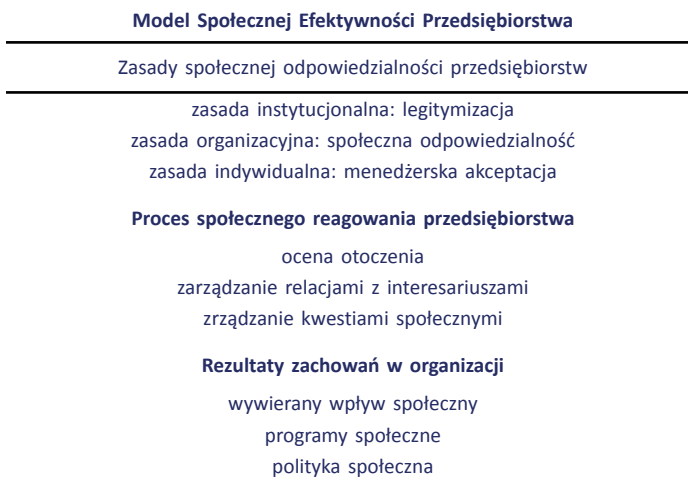 Model Społecznej Efektywności Przedsiębiorstwa
Zasady społecznej odpowiedzialności przedsiębiorstw
zasada instytucjonalna: legitymizacja
zasada organizacyjna: społeczna odpowiedzialność
zasada indywidualna: menedżerska akceptacja
Proces społecznego reagowania przedsiębiorstwa
ocena otoczenia
zarządzanie relacjami z interesariuszami
zrządzanie kwestiami społecznymi
Rezultaty zachowań w organizacji
wywierany wpływ społeczny
programy społeczne
polityka społeczna